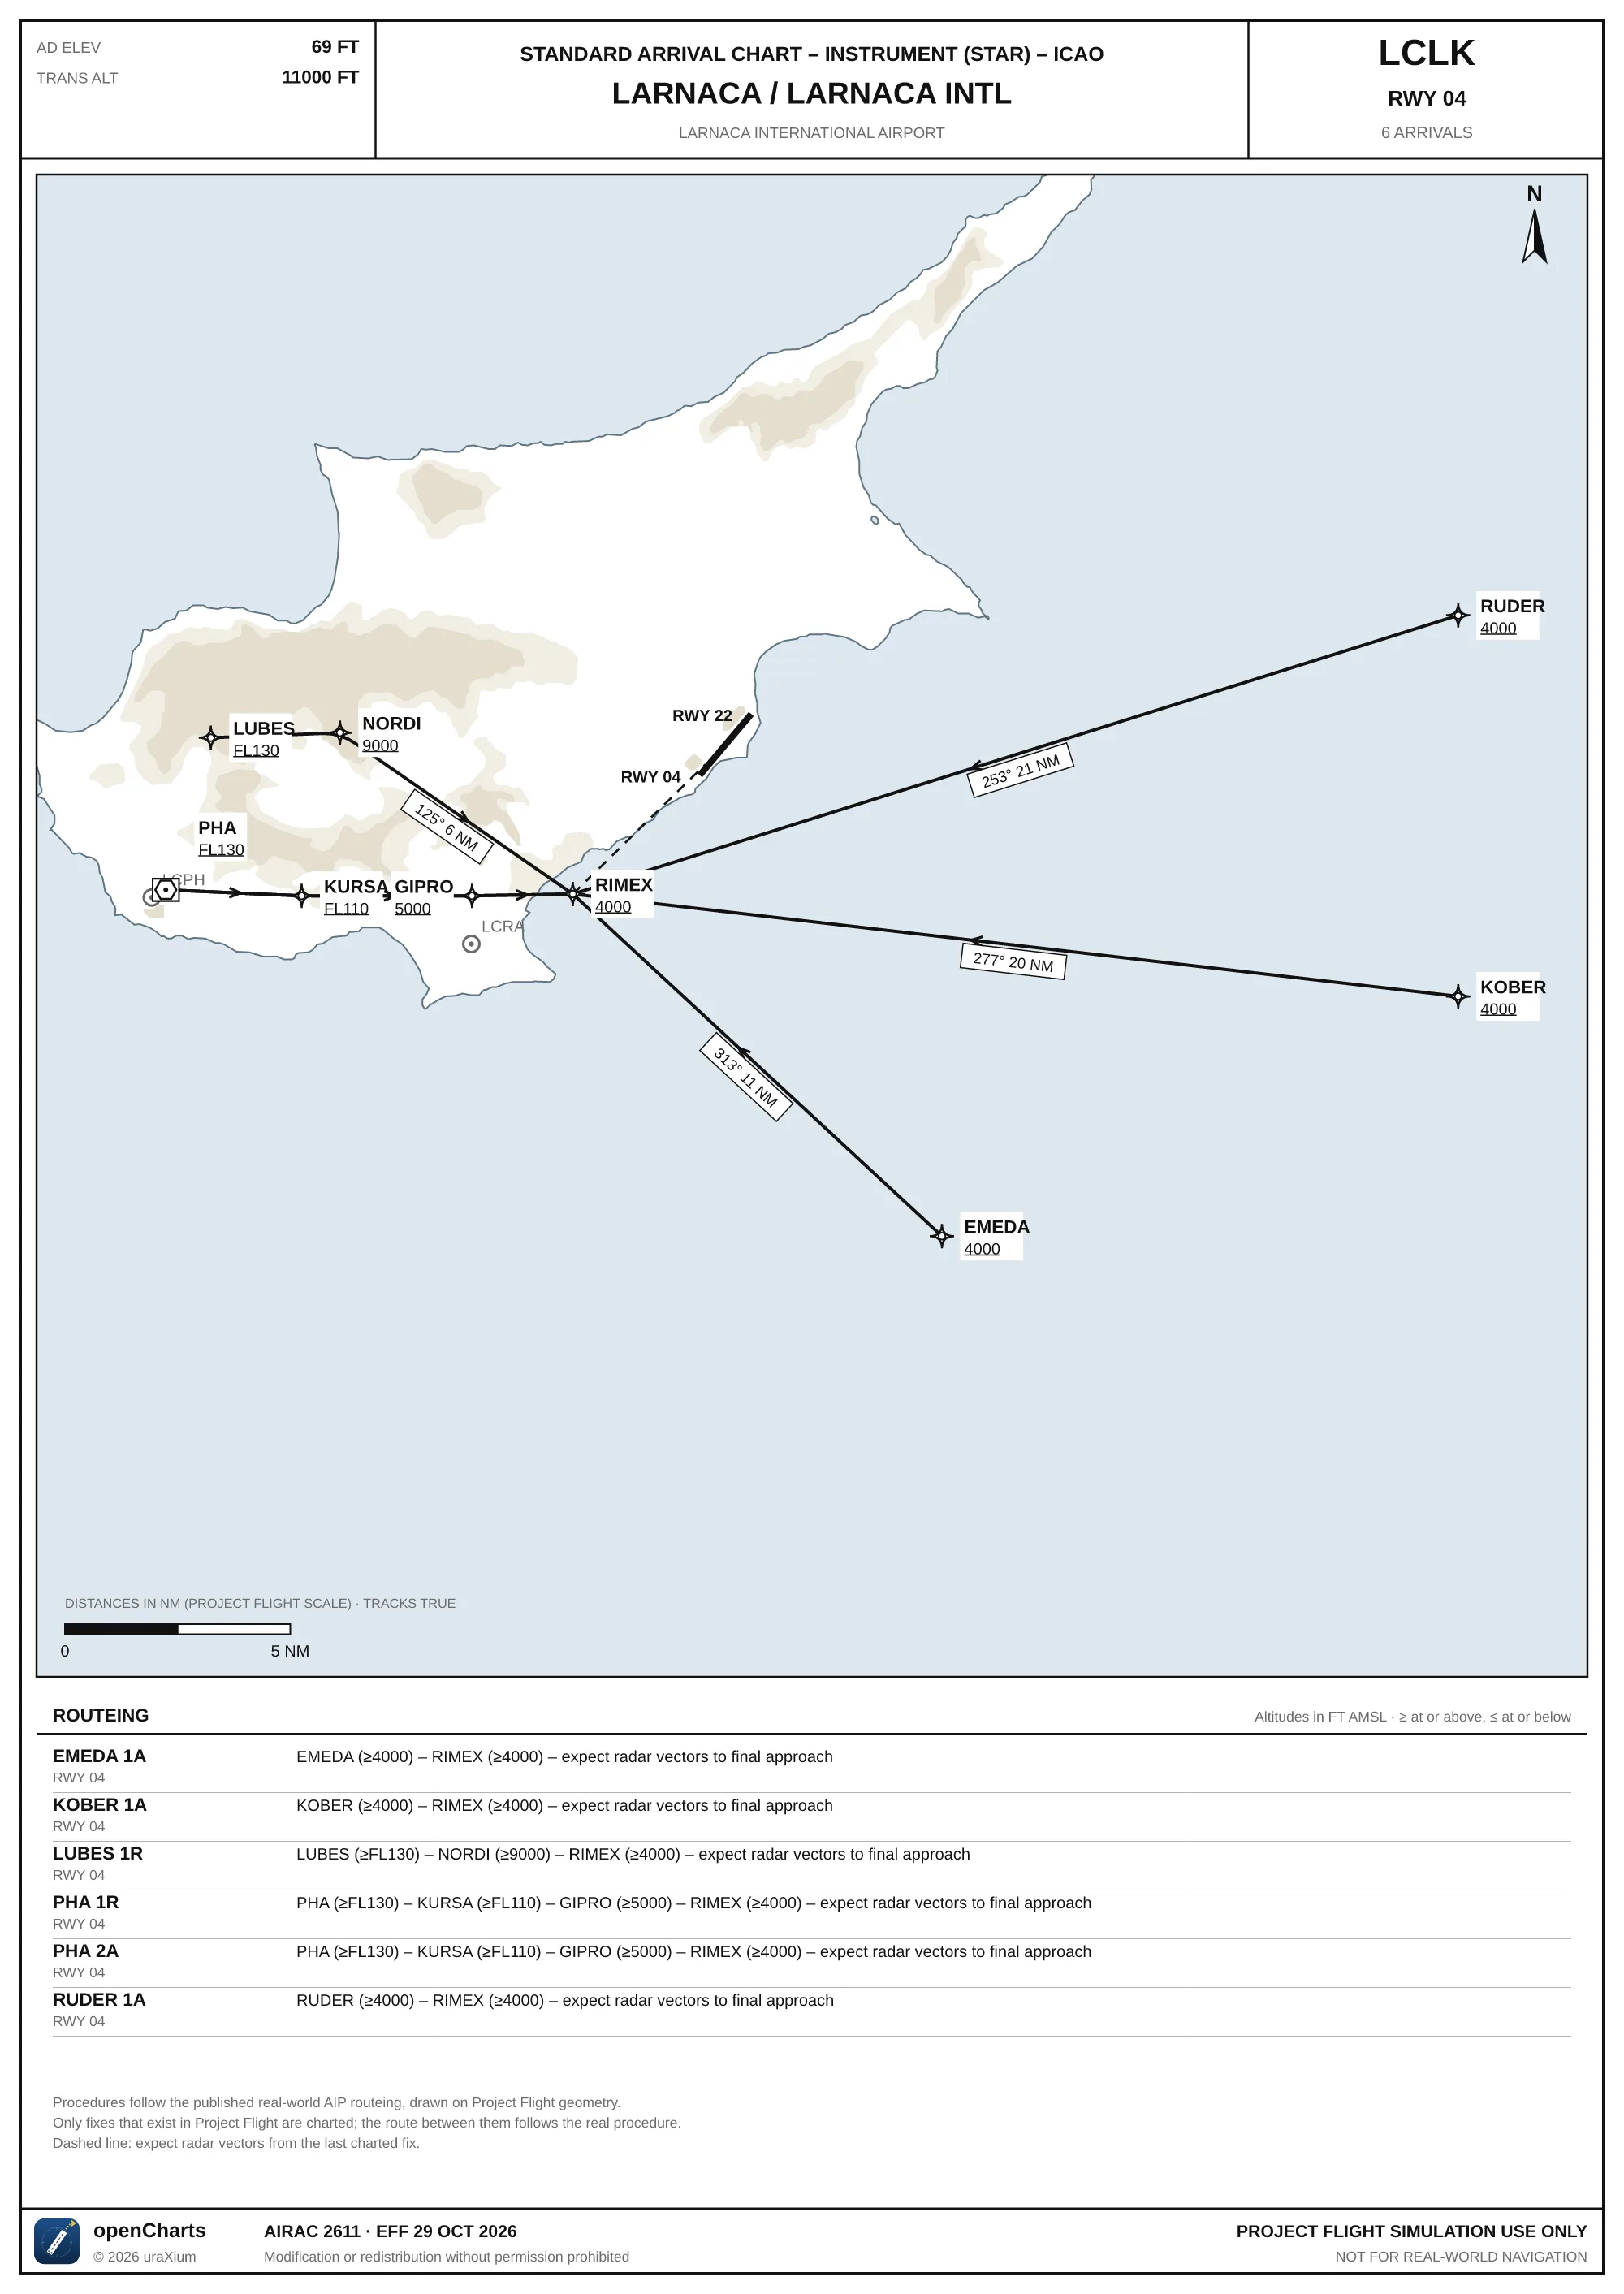 AD ELEV 69 FT
TRANS ALT 11000 FT
STANDARD ARRIVAL CHART – INSTRUMENT (STAR) – ICAO
LARNACA / LARNACA INTL
LARNACA INTERNATIONAL AIRPORT
LCLK
RWY 04
6 ARRIVALS
N
RUDER
4000
RWY 22
LUBES
FL130
NORDI
9000
RWY 04
253° 21 NM
125° 6 NM
PHA
FL130
LCPH
KURSA
FL110
GIPRO
5000
RIMEX
4000
LCRA
277° 20 NM
KOBER
4000
313° 11 NM
EMEDA
4000
DISTANCES IN NM (PROJECT FLIGHT SCALE) · TRACKS TRUE
0 5 NM
ROUTEING Altitudes in FT AMSL · ≥ at or above, ≤ at or below
EMEDA 1A EMEDA (≥4000) – RIMEX (≥4000) – expect radar vectors to final approach
RWY 04
KOBER 1A KOBER (≥4000) – RIMEX (≥4000) – expect radar vectors to final approach
RWY 04
LUBES 1R LUBES (≥FL130) – NORDI (≥9000) – RIMEX (≥4000) – expect radar vectors to final approach
RWY 04
PHA 1R PHA (≥FL130) – KURSA (≥FL110) – GIPRO (≥5000) – RIMEX (≥4000) – expect radar vectors to final approach
RWY 04
PHA 2A PHA (≥FL130) – KURSA (≥FL110) – GIPRO (≥5000) – RIMEX (≥4000) – expect radar vectors to final approach
RWY 04
RUDER 1A RUDER (≥4000) – RIMEX (≥4000) – expect radar vectors to final approach
RWY 04
Procedures follow the published real-world AIP routeing, drawn on Project Flight geometry.
Only fixes that exist in Project Flight are charted; the route between them follows the real procedure.
Dashed line: expect radar vectors from the last charted fix.
openCharts AIRAC 2611 · EFF 29 OCT 2026 PROJECT FLIGHT SIMULATION USE ONLY
© 2026 uraXium Modification or redistribution without permission prohibited NOT FOR REAL-WORLD NAVIGATION